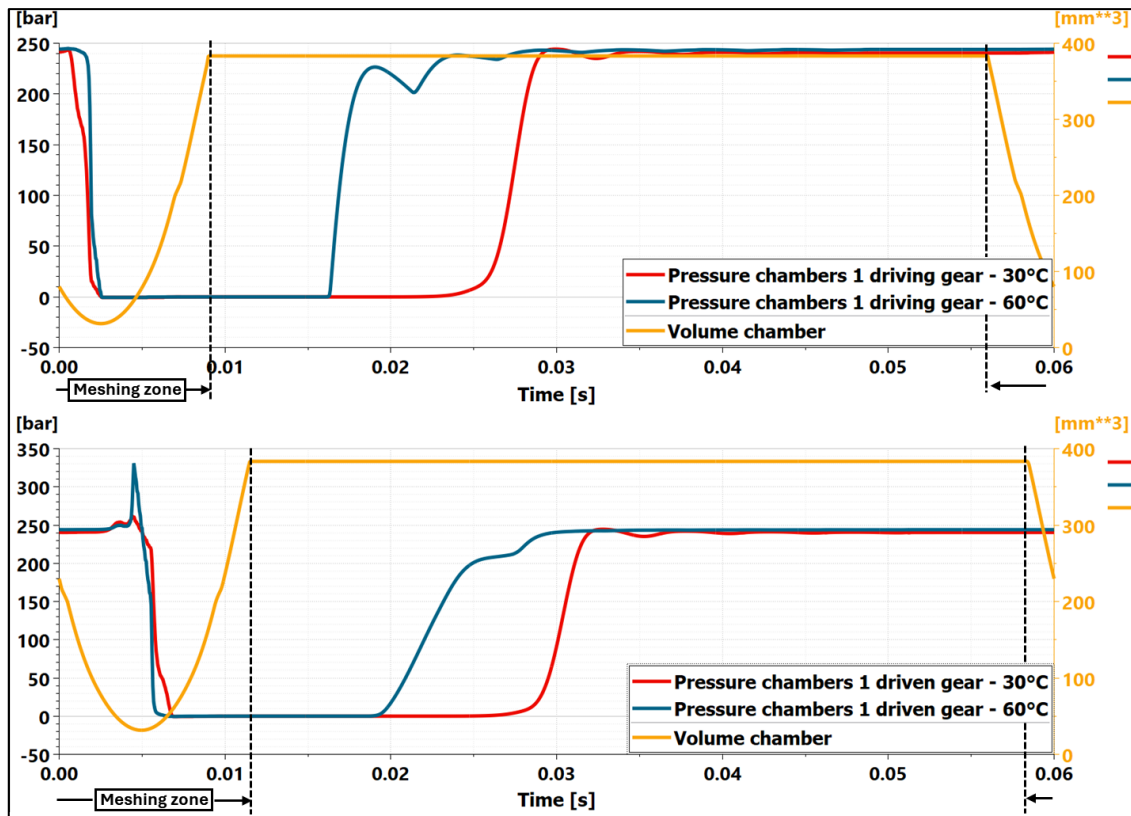 [bar] [mm**3]
250 400
200 300
150
100 200
50
Pressure chambers 1 driving gear - 30°C
0 Pressure chambers 1 driving gear - 60°C 100
Volume chamber
-50 0
0.00 0.01 0.02 0.03 0.04 0.05 0.06
Meshing zone
Time [s]
[bar] [mm**3]
350 400
300
250 300
200
150 200
100
50 Pressure chambers 1 driven gear - 30°C 100
0 Pressure chambers 1 driven gear - 60°C
Volume chamber
-50 0
0.00 0.01 0.02 0.03 0.04 0.05 0.06
Meshing zone
Time [s]